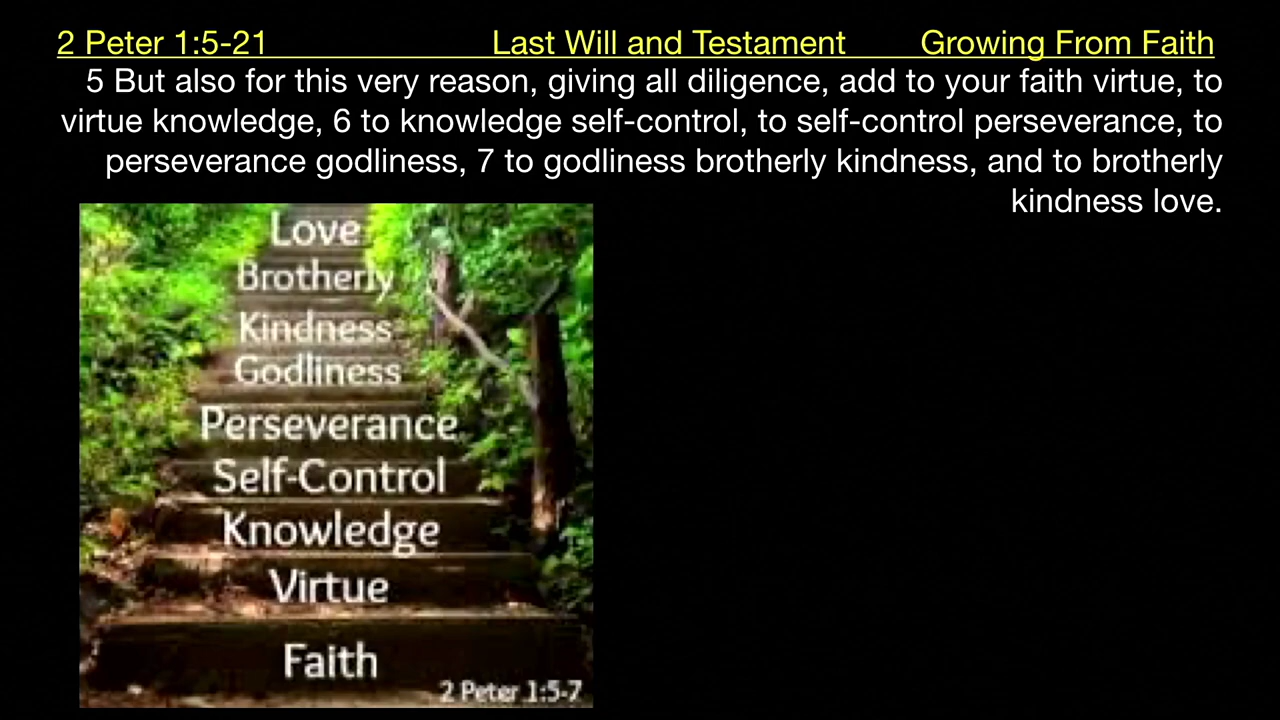 2 Peter 1:5-21 Last Will and Testament Growing From Faith
5 But also for this very reason, giving all diligence, add to your faith virtue, to
virtue knowledge, 6 to knowledge self-control, to self-control perseverance, to
perseverance godliness, 7 to godliness brotherly kindness, and to brotherly
kindness love.
Love
Brotherly
Kindness
Godliness
Perseverance
Self-Control
Knowledge
Virtue
Faith
2 Peter 1:5-7